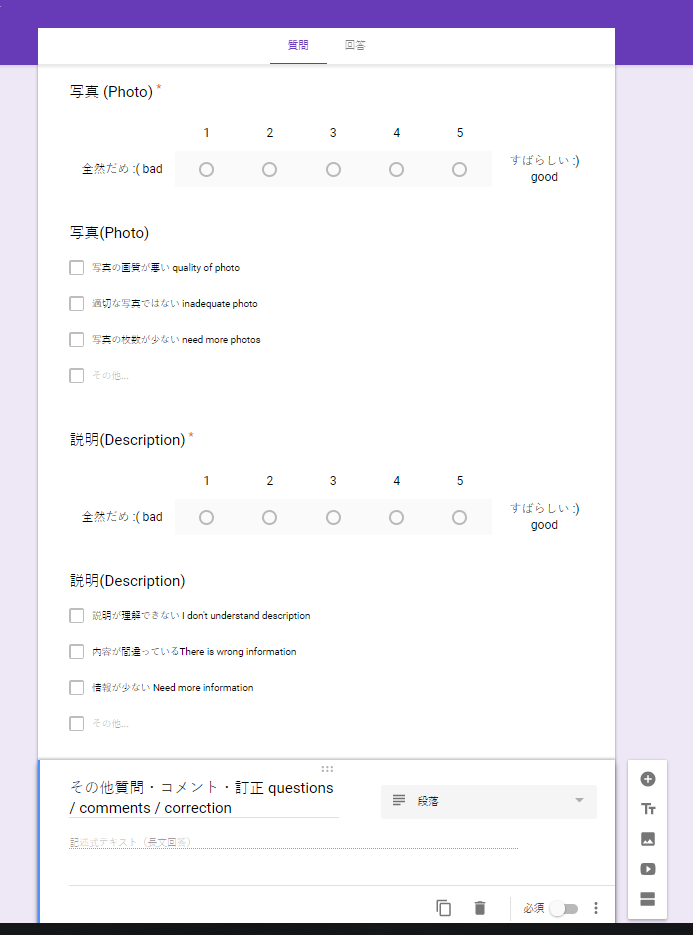 質問 回答
写真 (Photo) *
1 2 3 4 5
全然だめ :( bad
すばらしい :)
good
写真(Photo)
写真の画質が悪い quality of photo
適切な写真ではない inadequate photo
写真の枚数が少ない need more photos
その他...
説明(Description) *
1 2 3 4 5
全然だめ :( bad
すばらしい :)
good
説明(Description)
説明が理解できない I don't understand description
内容が間違っているThere is wrong information
情報が少ない Need more information
その他...
その他質問・コメント・訂正 questions
/ comments / correction
段落
記述式テキスト（長文回答）
必須